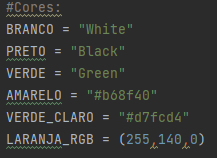 #Cores:
BRANCO = "White"
PRETO = "Black"
VERDE = "Green"
AMARELO = "#b68f40"
VERDE_CLARO = "#d7fcd4"
LARANJA_RGB = (255,140,0)